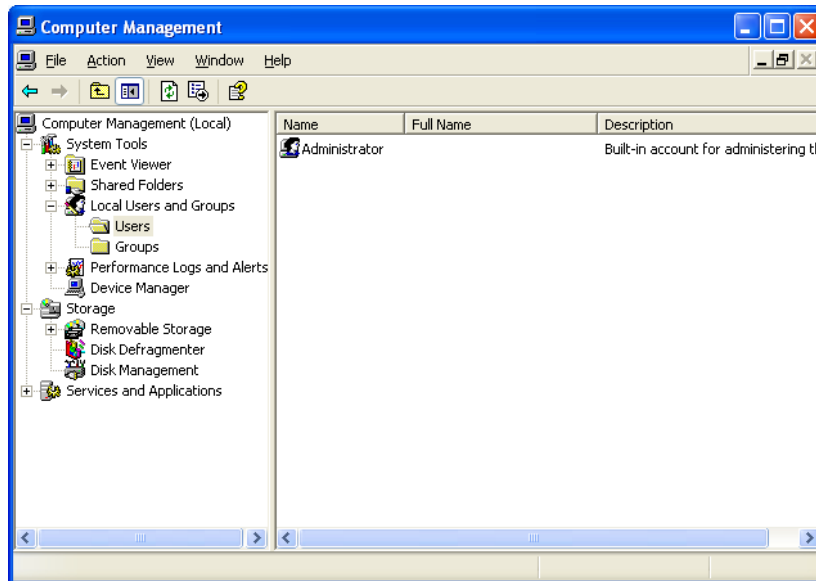 Computer Management
File Action View Window Help
Computer Management (Local)
System Tools
Event Viewer
Shared Folders
Local Users and Groups
Users
Groups
Performance Logs and Alerts
Device Manager
Storage
Removable Storage
Disk Defragmenter
Disk Management
Services and Applications
Name Full Name Description
Administrator Built-in account for administering th